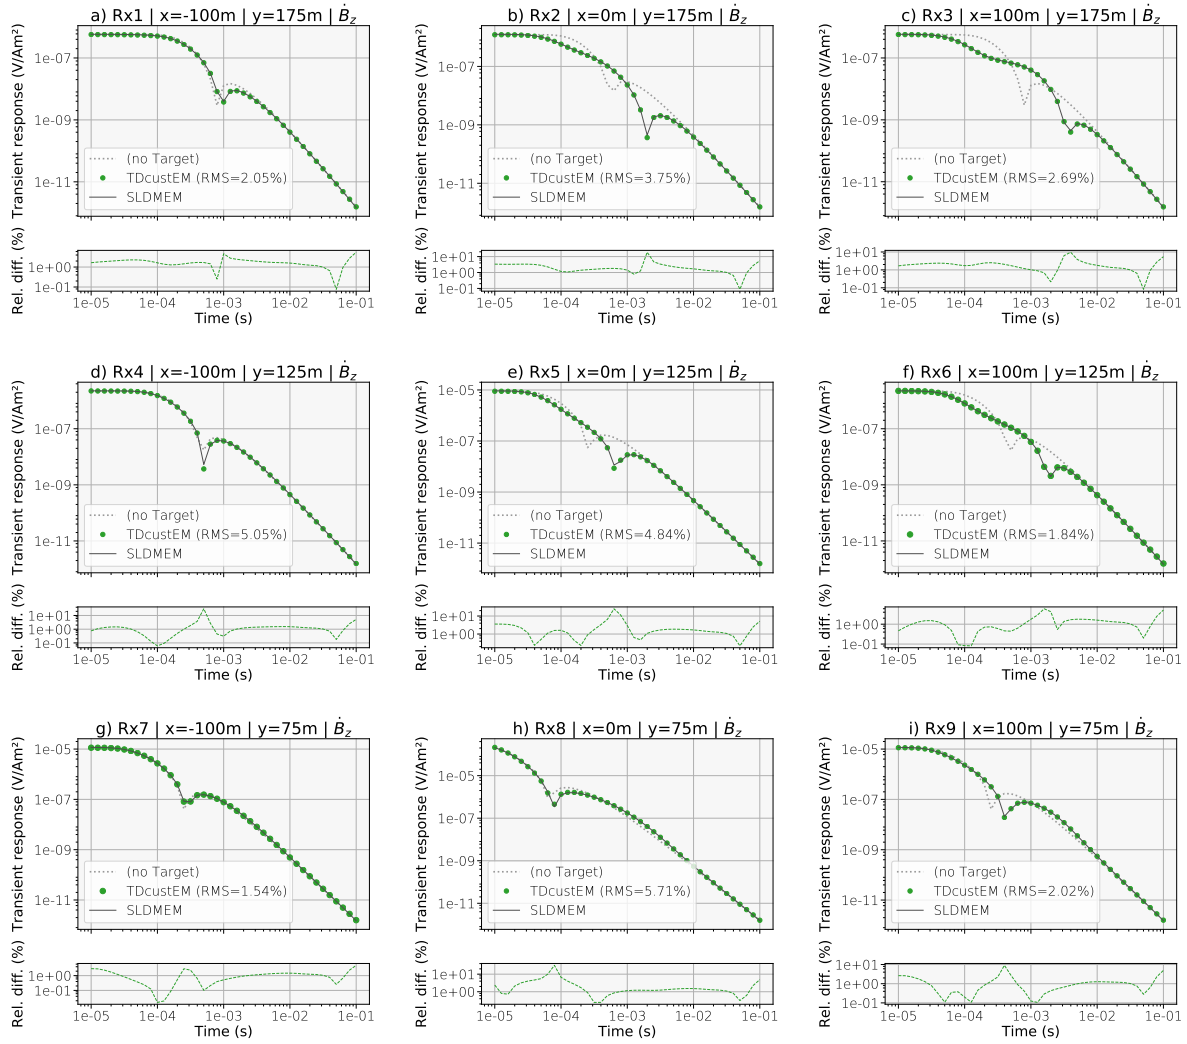 a) Rx1 | x=-100m | y=175m | Ḃz
Transient response (V/Am²)
1e-07
1e-09
1e-11
(no Target)
TDcustEM (RMS=2.05%)
SLDMEM
Rel. diff. (%)
1e+00
1e-01
1e-05 1e-04 1e-03 1e-02 1e-01
Time (s)
b) Rx2 | x=0m | y=175m | Ḃz
Transient response (V/Am²)
1e-07
1e-09
1e-11
(no Target)
TDcustEM (RMS=3.75%)
SLDMEM
Rel. diff. (%)
1e+01
1e+00
1e-01
1e-05 1e-04 1e-03 1e-02 1e-01
Time (s)
c) Rx3 | x=100m | y=175m | Ḃz
Transient response (V/Am²)
1e-07
1e-09
1e-11
(no Target)
TDcustEM (RMS=2.69%)
SLDMEM
Rel. diff. (%)
1e+01
1e+00
1e-01
1e-05 1e-04 1e-03 1e-02 1e-01
Time (s)
d) Rx4 | x=-100m | y=125m | Ḃz
Transient response (V/Am²)
1e-07
1e-09
1e-11
(no Target)
TDcustEM (RMS=5.05%)
SLDMEM
Rel. diff. (%)
1e+01
1e+00
1e-01
1e-05 1e-04 1e-03 1e-02 1e-01
Time (s)
e) Rx5 | x=0m | y=125m | Ḃz
Transient response (V/Am²)
1e-05
1e-07
1e-09
1e-11
(no Target)
TDcustEM (RMS=4.84%)
SLDMEM
Rel. diff. (%)
1e+01
1e+00
1e-05 1e-04 1e-03 1e-02 1e-01
Time (s)
f) Rx6 | x=100m | y=125m | Ḃz
Transient response (V/Am²)
1e-07
1e-09
1e-11
(no Target)
TDcustEM (RMS=1.84%)
SLDMEM
Rel. diff. (%)
1e+00
1e-01
1e-05 1e-04 1e-03 1e-02 1e-01
Time (s)
g) Rx7 | x=-100m | y=75m | Ḃz
Transient response (V/Am²)
1e-05
1e-07
1e-09
1e-11
(no Target)
TDcustEM (RMS=1.54%)
SLDMEM
Rel. diff. (%)
1e+00
1e-01
1e-05 1e-04 1e-03 1e-02 1e-01
Time (s)
h) Rx8 | x=0m | y=75m | Ḃz
Transient response (V/Am²)
1e-05
1e-07
1e-09
1e-11
(no Target)
TDcustEM (RMS=5.71%)
SLDMEM
Rel. diff. (%)
1e+01
1e+00
1e-05 1e-04 1e-03 1e-02 1e-01
Time (s)
i) Rx9 | x=100m | y=75m | Ḃz
Transient response (V/Am²)
1e-05
1e-07
1e-09
1e-11
(no Target)
TDcustEM (RMS=2.02%)
SLDMEM
Rel. diff. (%)
1e+01
1e+00
1e-01
1e-05 1e-04 1e-03 1e-02 1e-01
Time (s)